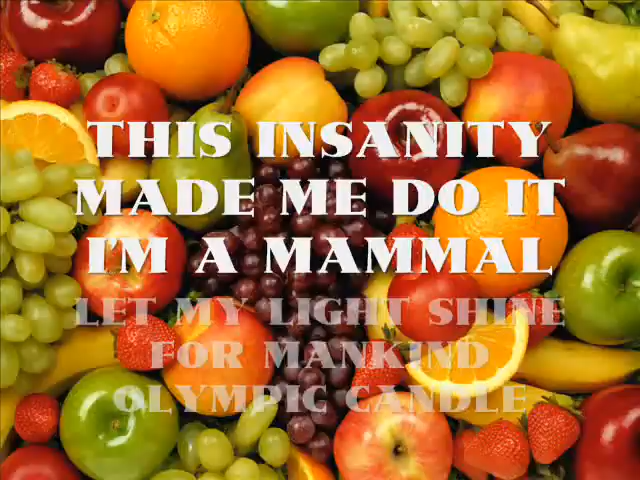 THIS INSANITY
MADE ME DO IT
I'M A MAMMAL
LET MY LIGHT SHINE
FOR MANKIND
OLYMPIC CANDLE